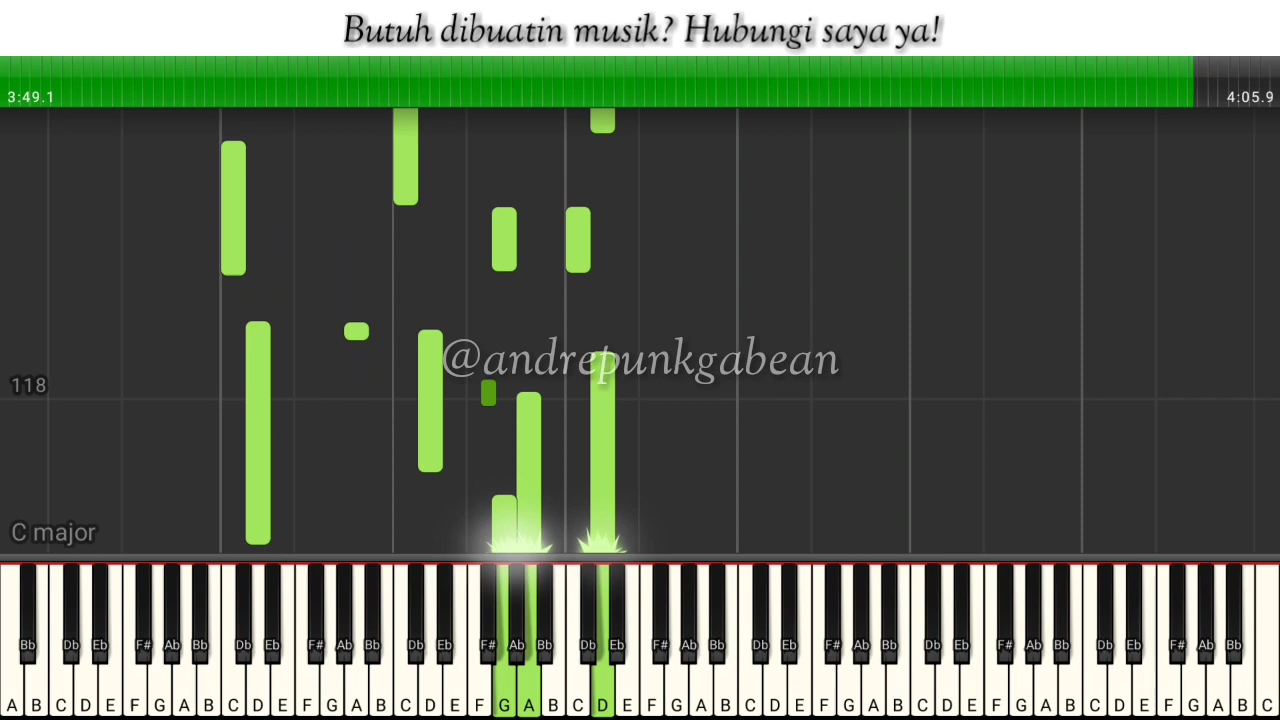 Butuh dibuatin musik? Hubungi saya ya!
3:49.1 4:05.9
@andrepunkgabean
118
C major
Bb Db Eb F# Ab Bb Db Eb F# Ab Bb Db Eb F# Ab Bb Db Eb F# Ab Bb Db Eb F# Ab Bb Db Eb F# Ab Bb Db Eb F# Ab Bb
A B C D E F G A B C D E F G A B C D E F G A B C D E F G A B C D E F G A B C D E F G A B C D E F G A B C